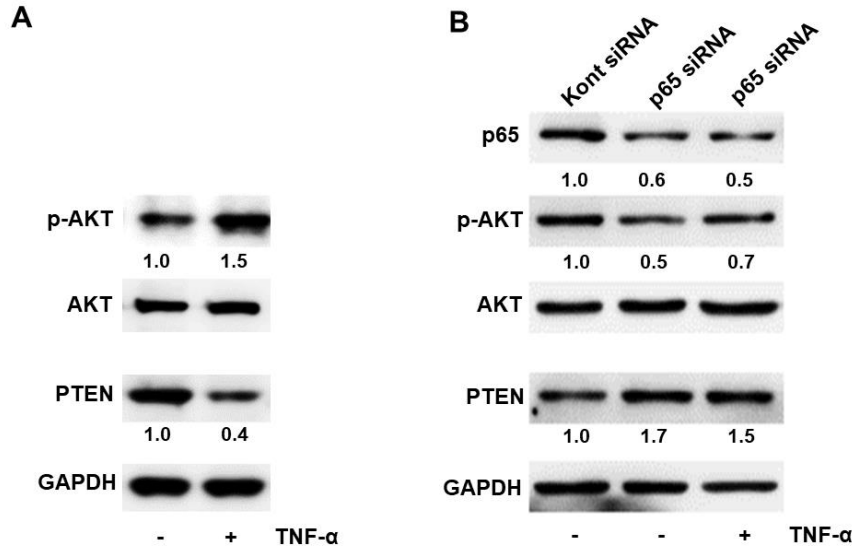 A
p-AKT
1.0 1.5
AKT
PTEN
1.0 0.4
GAPDH
- + TNF-α
B
Kont siRNA p65 siRNA p65 siRNA
p65
1.0 0.6 0.5
p-AKT
1.0 0.5 0.7
AKT
PTEN
1.0 1.7 1.5
GAPDH
- - + TNF-α